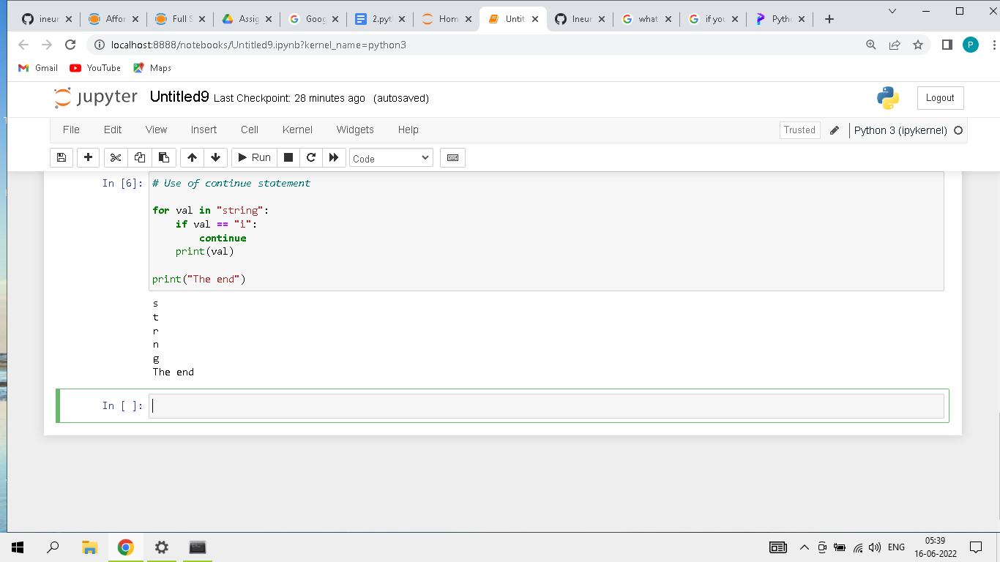 ineur
Affor
Full S
Assig
Goog
2.pytl
Hom
Untit
Ineur
what
if you
Pytho
localhost:8888/notebooks/Untitled9.ipynb?kernel_name=python3
P
Gmail YouTube Maps
jupyter Untitled9 Last Checkpoint: 28 minutes ago (autosaved)
Logout
File Edit View Insert Cell Kernel Widgets Help
Trusted Python 3 (ipykernel)
Run Code
In [6]: # Use of continue statement
for val in "string":
    if val == "i":
        continue
    print(val)
print("The end")
s
t
r
n
g
The end
In [ ]:
ENG
05:39
16-06-2022